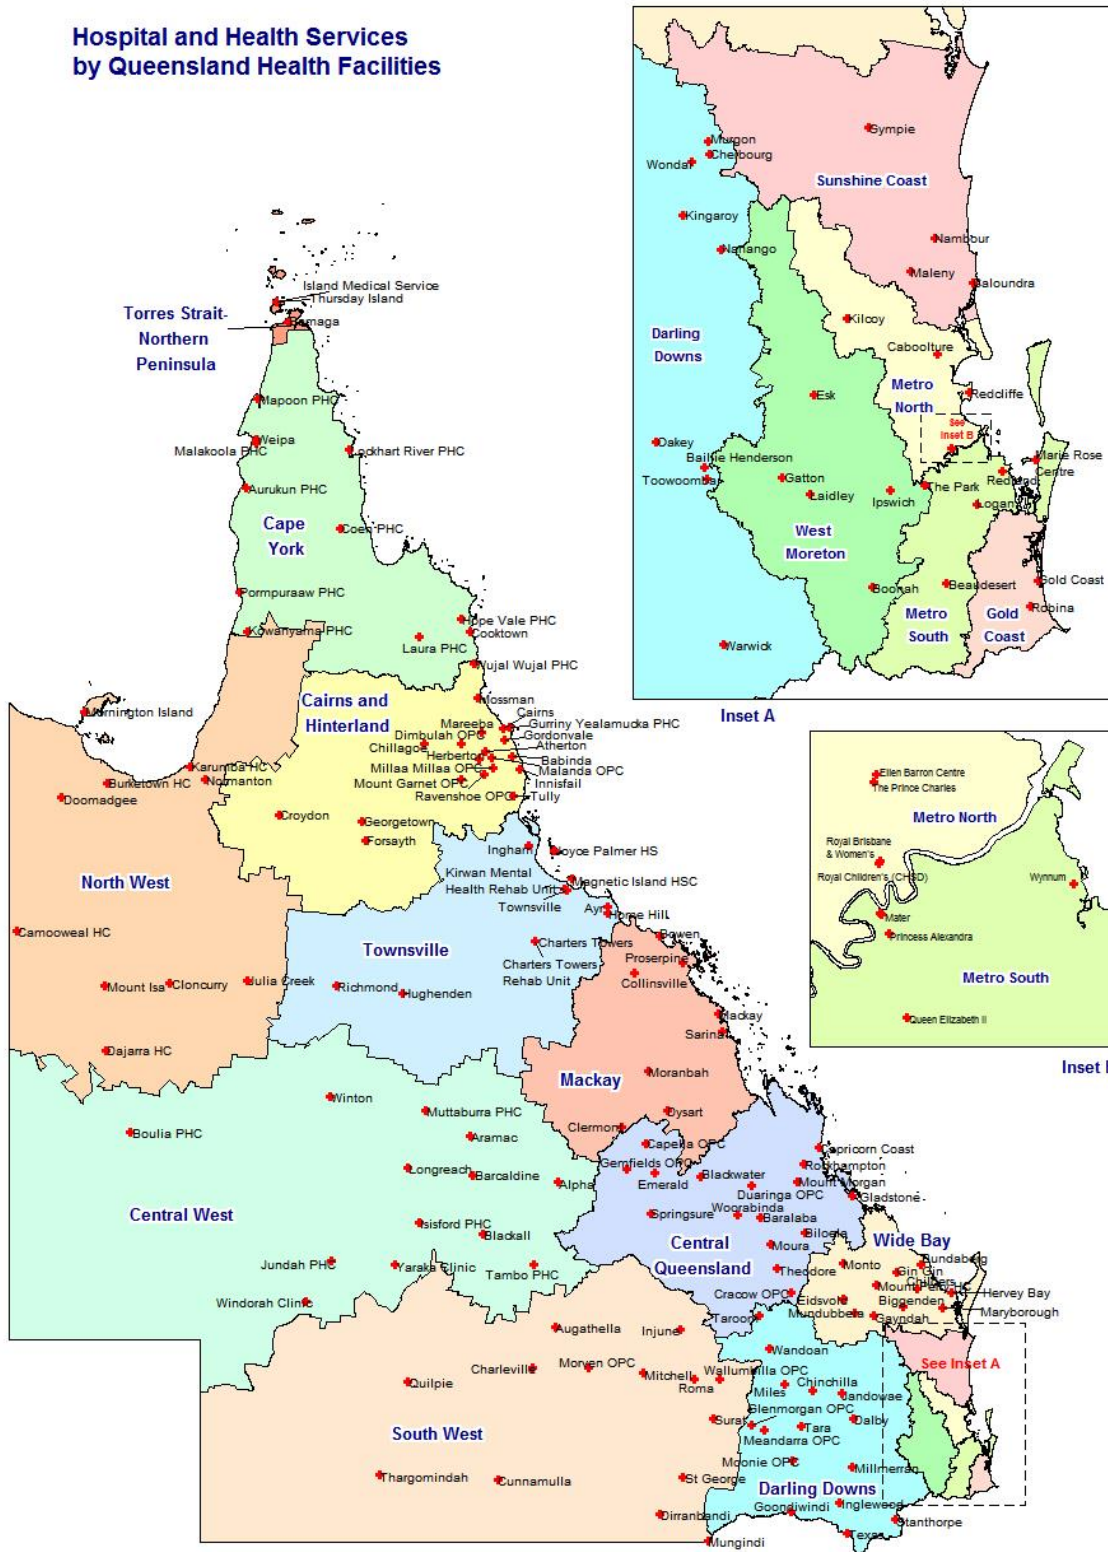 Hospital and Health Services
by Queensland Health Facilities
Island Medical Service
Thursday Island
Torres Strait-
Northern
Peninsula
Bamaga
Mapoon PHC
Weipa
Malakoola PHC
Lockhart River PHC
Aurukun PHC
Cape
York
Coen PHC
Pormpuraaw PHC
Kowanyama PHC
Hope Vale PHC
Cooktown
Laura PHC
Wujal Wujal PHC
Cairns and
Hinterland
Mossman
Cairns
Mareeba
Gurriny Yealamucka PHC
Dimbulah OPC
Gordonvale
Chillagoe
Atherton
Herberton
Babinda
Millaa Millaa OPC
Malanda OPC
Mount Garnet OPC
Innisfail
Ravenshoe OPC
Tully
Mornington Island
Karumba HC
Burketown HC
Normanton
Doomadgee
Croydon
Georgetown
Forsayth
North West
Ingham
Joyce Palmer HS
Kirwan Mental
Health Rehab Unit
Magnetic Island HSC
Townsville
Ayr
Home Hill
Camooweal HC
Townsville
Charters Towers
Charters Towers
Rehab Unit
Bowen
Proserpine
Collinsville
Mount Isa
Cloncurry
Julia Creek
Richmond
Hughenden
Mackay
Sarina
Dajarra HC
Mackay
Moranbah
Dysart
Clermont
Winton
Muttaburra PHC
Boulia PHC
Aramac
Capella OPC
Capricorn Coast
Longreach
Barcaldine
Alpha
Gemfields OPC
Emerald
Blackwater
Rockhampton
Duaringa OPC
Mount Morgan
Gladstone
Central West
Isisford PHC
Blackall
Springsure
Woorabinda
Baralaba
Biloela
Central
Queensland
Moura
Wide Bay
Jundah PHC
Yaraka Clinic
Tambo PHC
Theodore
Monto
Gin Gin
Bundaberg
Windorah Clinic
Cracow OPC
Mount Perry HC
Childers
Hervey Bay
Eidsvold
Biggenden
Maryborough
Mundubbera
Gayndah
Taroom
Augathella
Injune
Wandoan
See Inset A
Charleville
Morven OPC
Mitchell
Roma
Wallumbilla OPC
Quilpie
Miles
Chinchilla
Jandowae
South West
Surat
Glenmorgan OPC
Tara
Dalby
Meandarra OPC
Moonie OPC
Millmerran
Thargomindah
Cunnamulla
St George
Darling Downs
Dirranbandi
Goondiwindi
Inglewood
Stanthorpe
Texas
Mungindi
Gympie
Murgon
Cherbourg
Wondai
Sunshine Coast
Kingaroy
Nanango
Nambour
Maleny
Caloundra
Darling
Downs
Kilcoy
Caboolture
Metro
North
Esk
Redcliffe
See
Inset B
Oakey
Baillie Henderson
Toowoomba
Gatton
Laidley
Ipswich
The Park
Redland
Marie Rose
Centre
Logan
West
Moreton
Boonah
Beaudesert
Gold Coast
Robina
Metro
South
Gold
Coast
Warwick
Inset A
Ellen Barron Centre
The Prince Charles
Metro North
Royal Brisbane
& Women's
Royal Children's (CHSD)
Wynnum
Mater
Princess Alexandra
Metro South
Queen Elizabeth II
Inset